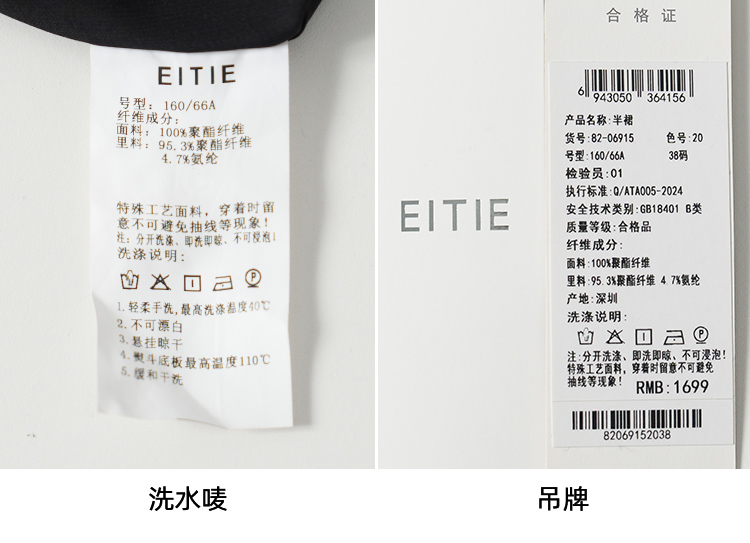 EITIE
号型: 160/66A
纤维成分:
面料: 100%聚酯纤维
里料: 95.3%聚酯纤维
4.7%氨纶
特殊工艺面料，穿着时留
意不可避免抽线等现象!
注: 分开洗涤、即洗即晾、不可浸泡!
洗涤说明:
1.轻柔手洗,最高洗涤温度40℃
2.不可漂白
3.悬挂晾干
4.熨斗底板最高温度110℃
5.缓和干洗
洗水唛
EITIE
合格证
6 943050 364156
产品名称:半裙
货号:82-06915 色号:20
号型:160/66A 38码
检验员:01
执行标准:Q/ATA005-2024
安全技术类别:GB18401 B类
质量等级:合格品
纤维成分:
面料:100%聚酯纤维
里料:95.3%聚酯纤维 4.7%氨纶
产地:深圳
洗涤说明:
注:分开洗涤、即洗即晾、不可浸泡!
特殊工艺面料，穿着时留意不可避免
抽线等现象!
RMB:1699
82069152038
吊牌